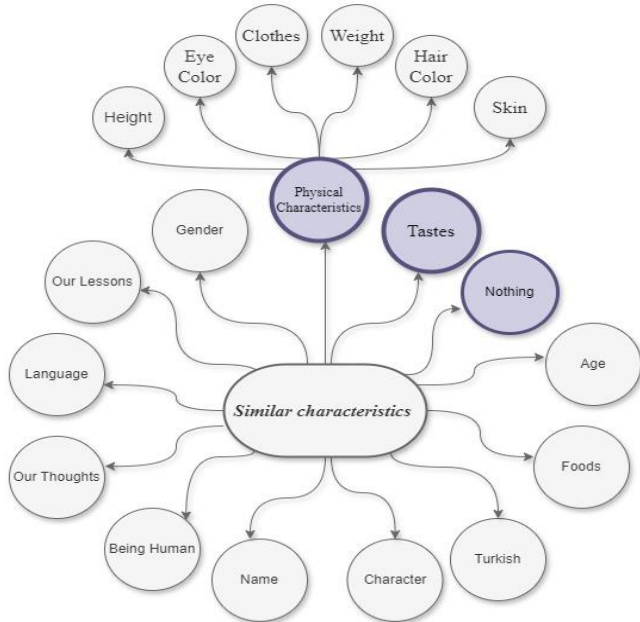 Clothes
Weight
Eye
Color
Hair
Color
Height
Skin
Physical
Characteristics
Gender
Tastes
Our Lessons
Nothing
Language
Age
Similar characteristics
Our Thoughts
Foods
Being Human
Name
Character
Turkish